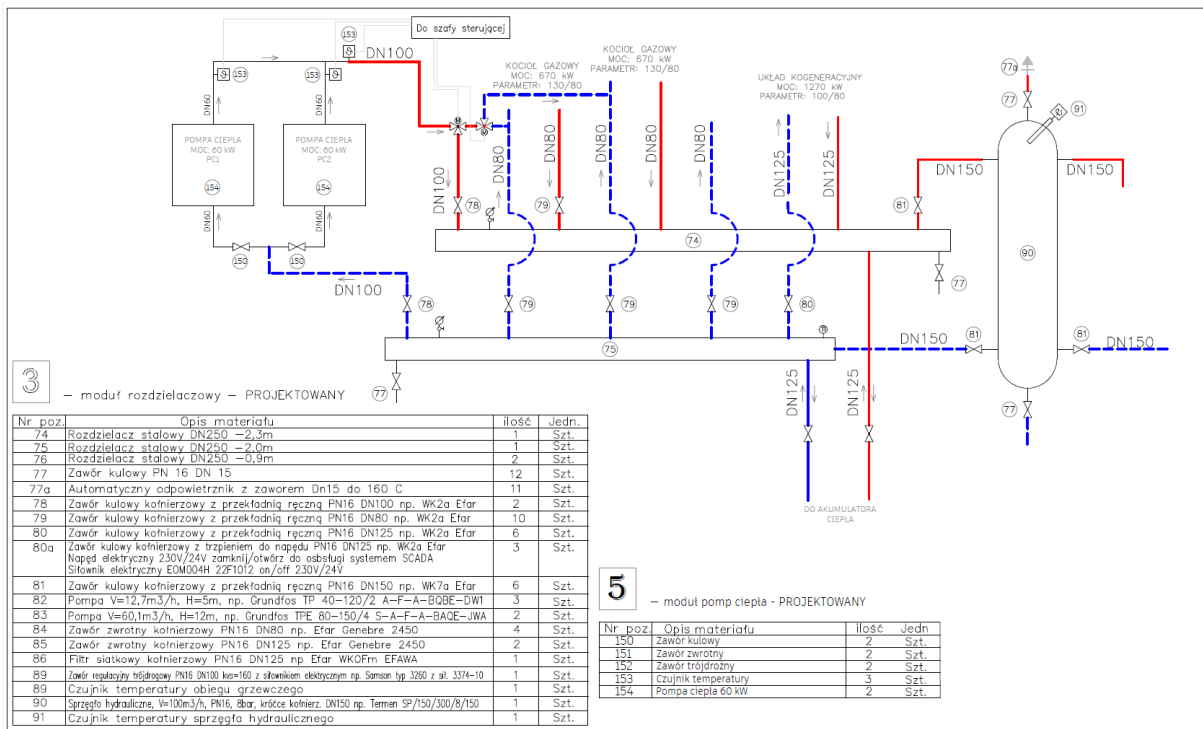 Do szafy sterującej
153
153
153
DN100
KOCIOŁ GAZOWY
MOC: 670 kW
PARAMETR: 130/80
KOCIOŁ GAZOWY
MOC: 670 kW
PARAMETR: 130/80
UKŁAD KOGENERACYJNY
MOC: 1270 kW
PARAMETR: 100/80
77a
77
91
DN60
DN60
M
M
POMPA CIEPŁA
MOC: 60 kW
PC1
POMPA CIEPŁA
MOC: 60 kW
PC2
154
154
DN60
DN60
150
150
DN100
DN80
DN80
DN80
DN80
DN125
DN125
DN150
DN150
78
79
81
74
90
77
DN100
78
79
79
79
80
75
DN150
81
81
DN150
77
77
DN125
DN125
DO AKUMULATORA
CIEPŁA
3 – moduł rozdzielaczowy – PROJEKTOWANY
Nr poz. Opis materiału ilość Jedn.
74 Rozdzielacz stalowy DN250 –2,3m 1 Szt.
75 Rozdzielacz stalowy DN250 –2,0m 1 Szt.
76 Rozdzielacz stalowy DN250 –0,9m 2 Szt.
77 Zawór kulowy PN 16 DN 15 12 Szt.
77a Automatyczny odpowietrznik z zaworem Dn15 do 160 C 11 Szt.
78 Zawór kulowy kołnierzowy z przekładnią ręczną PN16 DN100 np. WK2a Efar 2 Szt.
79 Zawór kulowy kołnierzowy z przekładnią ręczną PN16 DN80 np. WK2a Efar 10 Szt.
80 Zawór kulowy kołnierzowy z przekładnią ręczną PN16 DN125 np. WK2a Efar 6 Szt.
80a Zawór kulowy kołnierzowy z trzpieniem do napędu PN16 DN125 np. WK2a Efar 3 Szt.
Napęd elektryczny 230V/24V zamknij/otwórz do osbsługi systemem SCADA
Siłownik elektryczny EOM004H 22F1012 on/off 230V/24V
81 Zawór kulowy kołnierzowy z przekładnią ręczną PN16 DN150 np. WK7a Efar 6 Szt.
82 Pompa V=12,7m3/h, H=5m, np. Grundfos TP 40–120/2 A–F–A–BQBE–DW1 3 Szt.
83 Pompa V=60,1m3/h, H=12m, np. Grundfos TPE 80–150/4 S–A–F–A–BAQE–JWA 2 Szt.
84 Zawór zwrotny kołnierzowy PN16 DN80 np. Efar Genebre 2450 4 Szt.
85 Zawór zwrotny kołnierzowy PN16 DN125 np. Efar Genebre 2450 2 Szt.
86 Filtr siatkowy kołnierzowy PN16 DN125 np Efar WKOFm EFAWA 1 Szt.
89 Zawór regulacyjny trójdrogowy PN16 DN100 kvs=160 z siłownikiem elektrycznym np. Samson typ 3260 z sił. 3374–10 1 Szt.
89 Czujnik temperatury obiegu grzewczego 1 Szt.
90 Sprzęgło hydrauliczne, V=100m3/h, PN16, 8bar, króćce kołnierz. DN150 np. Termen SP/150/300/8/150 1 Szt.
91 Czujnik temperatury sprzęgła hydraulicznego 1 Szt.
5 – moduł pomp ciepła - PROJEKTOWANY
Nr poz. Opis materiału ilość Jedn
150 Zawór kulowy 2 Szt.
151 Zawór zwrotny 2 Szt.
152 Zawór trójdrożny 2 Szt.
153 Czujnik temperatury 3 Szt.
154 Pompa ciepła 60 kW 2 Szt.